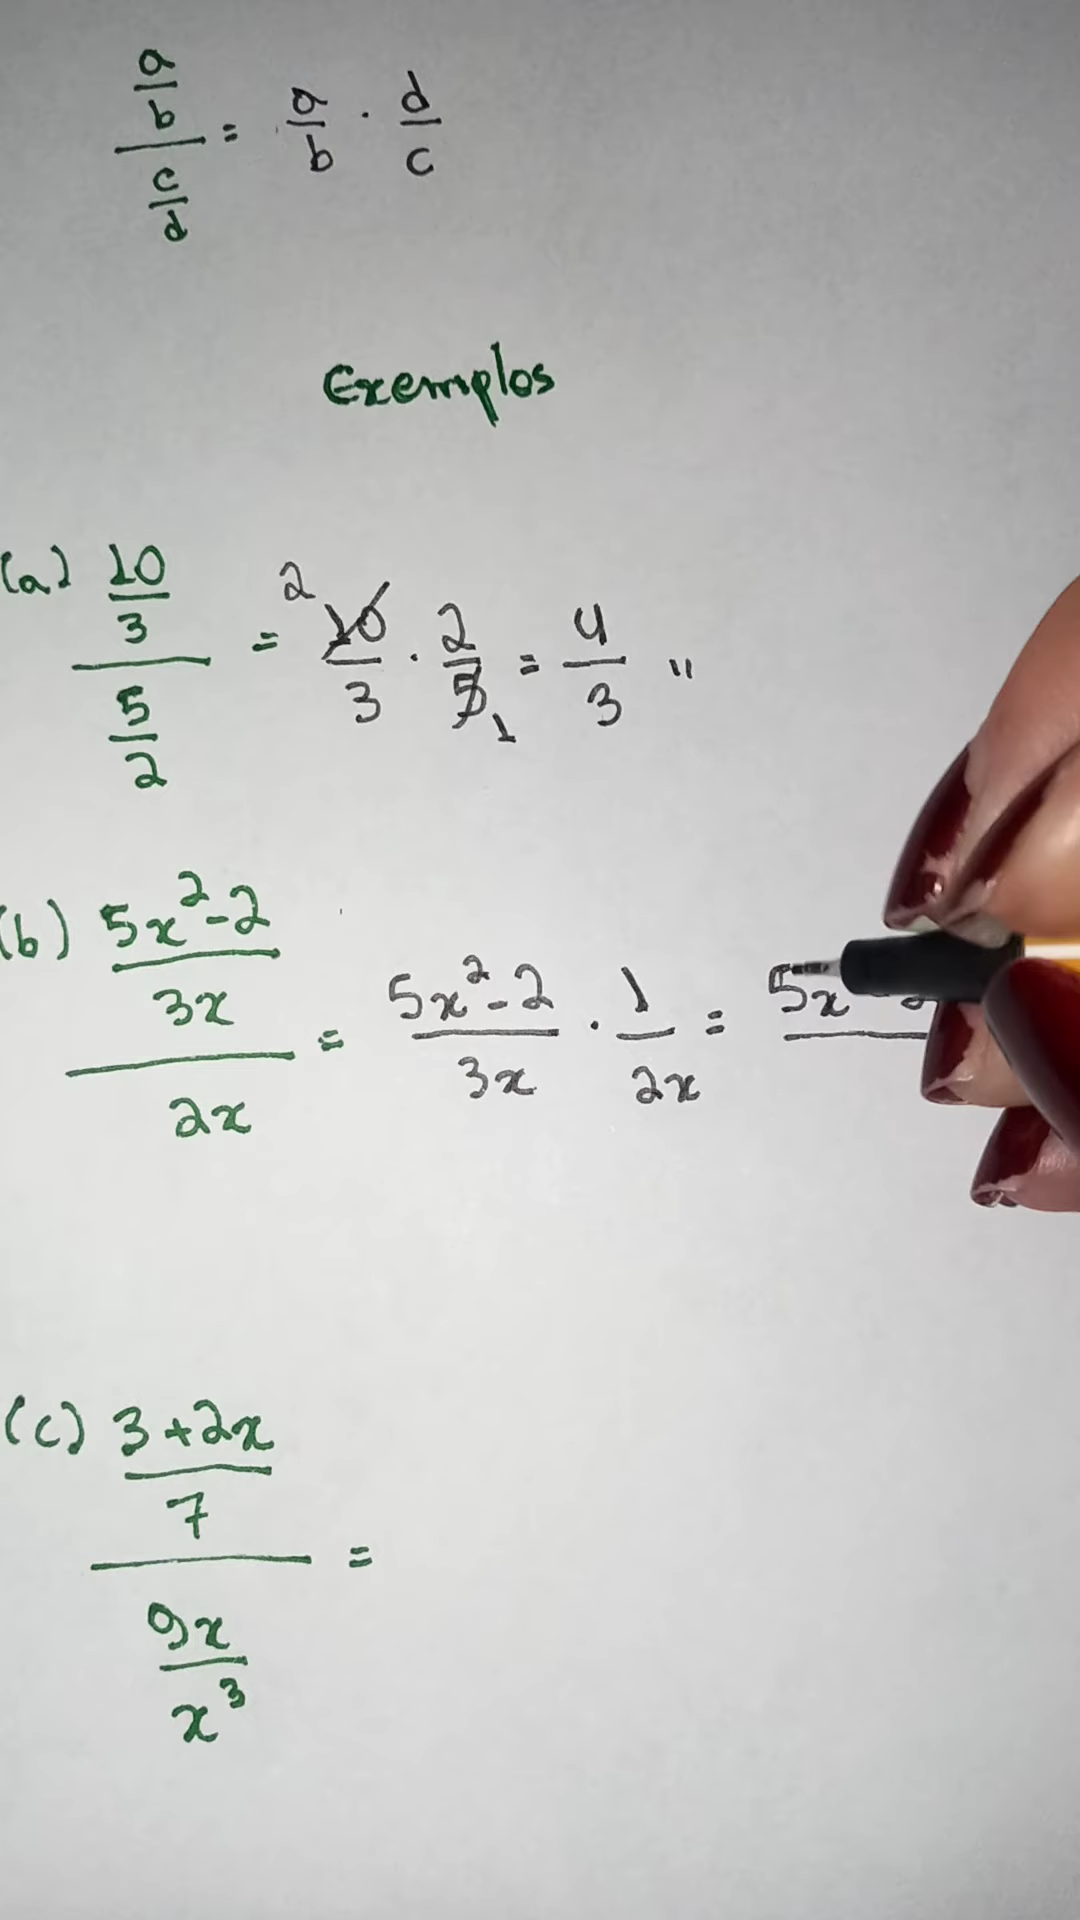 a/b / c/d = a/b · d/c
Exemplos
(a) 10/3 / 5/2 = 2 10/3 · 2/5 1 = 4/3 "
(b) 5x²-2/3x / 2x = 5x²-2/3x · 1/2x = 5x
(c) 3+2x/7 / 9x/x³ =